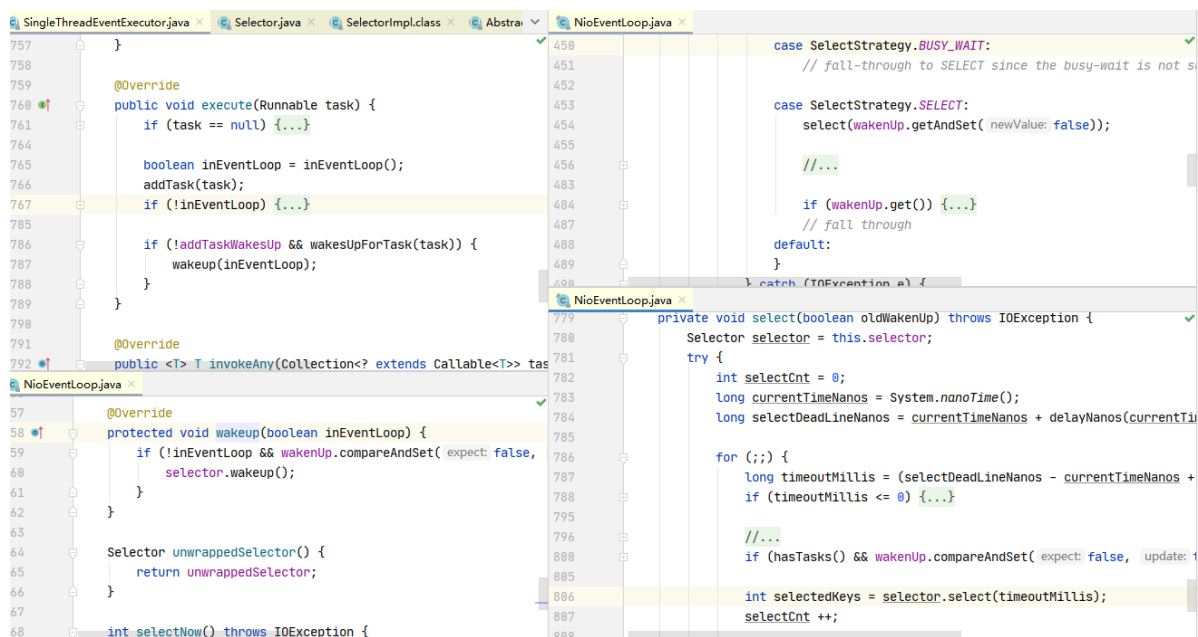 SingleThreadEventExecutor.java × Selector.java × SelectorImpl.class × Abstra
757 }
758
759 @Override
760 public void execute(Runnable task) {
761 if (task == null) {...}
764
765 boolean inEventLoop = inEventLoop();
766 addTask(task);
767 if (!inEventLoop) {...}
785
786 if (!addTaskWakesUp && wakesUpForTask(task)) {
787 wakeup(inEventLoop);
788 }
789 }
790
791 @Override
792 public <T> T invokeAny(Collection<? extends Callable<T>> tas
NioEventLoop.java ×
57 @Override
58 protected void wakeup(boolean inEventLoop) {
59 if (!inEventLoop && wakenUp.compareAndSet( expect: false,
60 selector.wakeup();
61 }
62 }
63
64 Selector unwrappedSelector() {
65 return unwrappedSelector;
66 }
67
68 int selectNow() throws IOException {
NioEventLoop.java ×
450 case SelectStrategy.BUSY_WAIT:
451 // fall-through to SELECT since the busy-wait is not s
452
453 case SelectStrategy.SELECT:
454 select(wakenUp.getAndSet( newValue: false));
455
456 //...
483
484 if (wakenUp.get()) {...}
487 // fall through
488 default:
489 }
490 } catch (IOException e) {
NioEventLoop.java ×
779 private void select(boolean oldWakenUp) throws IOException {
780 Selector selector = this.selector;
781 try {
782 int selectCnt = 0;
783 long currentTimeNanos = System.nanoTime();
784 long selectDeadLineNanos = currentTimeNanos + delayNanos(currentTi
785
786 for (;;) {
787 long timeoutMillis = (selectDeadLineNanos - currentTimeNanos +
788 if (timeoutMillis <= 0) {...}
795
796 //...
800 if (hasTasks() && wakenUp.compareAndSet( expect: false, update: t
805
806 int selectedKeys = selector.select(timeoutMillis);
807 selectCnt ++;
808